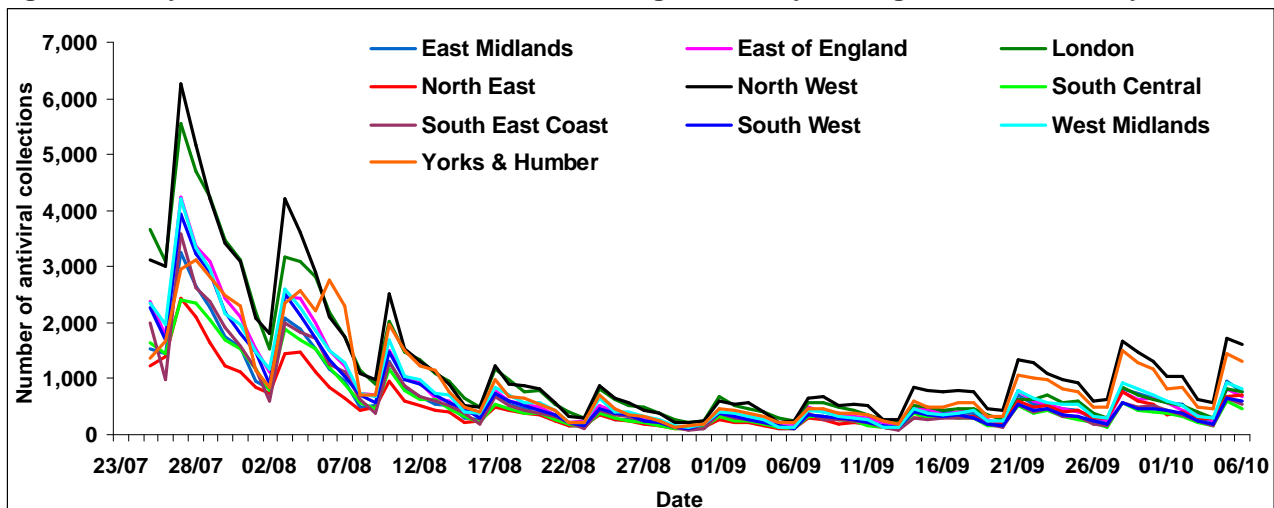 7,000
6,000
5,000
4,000
3,000
2,000
1,000
0
Number of antiviral collections
East Midlands East of England London
North East North West South Central
South East Coast South West West Midlands
Yorks & Humber
23/07 28/07 02/08 07/08 12/08 17/08 22/08 27/08 01/09 06/09 11/09 16/09 21/09 26/09 01/10 06/10
Date